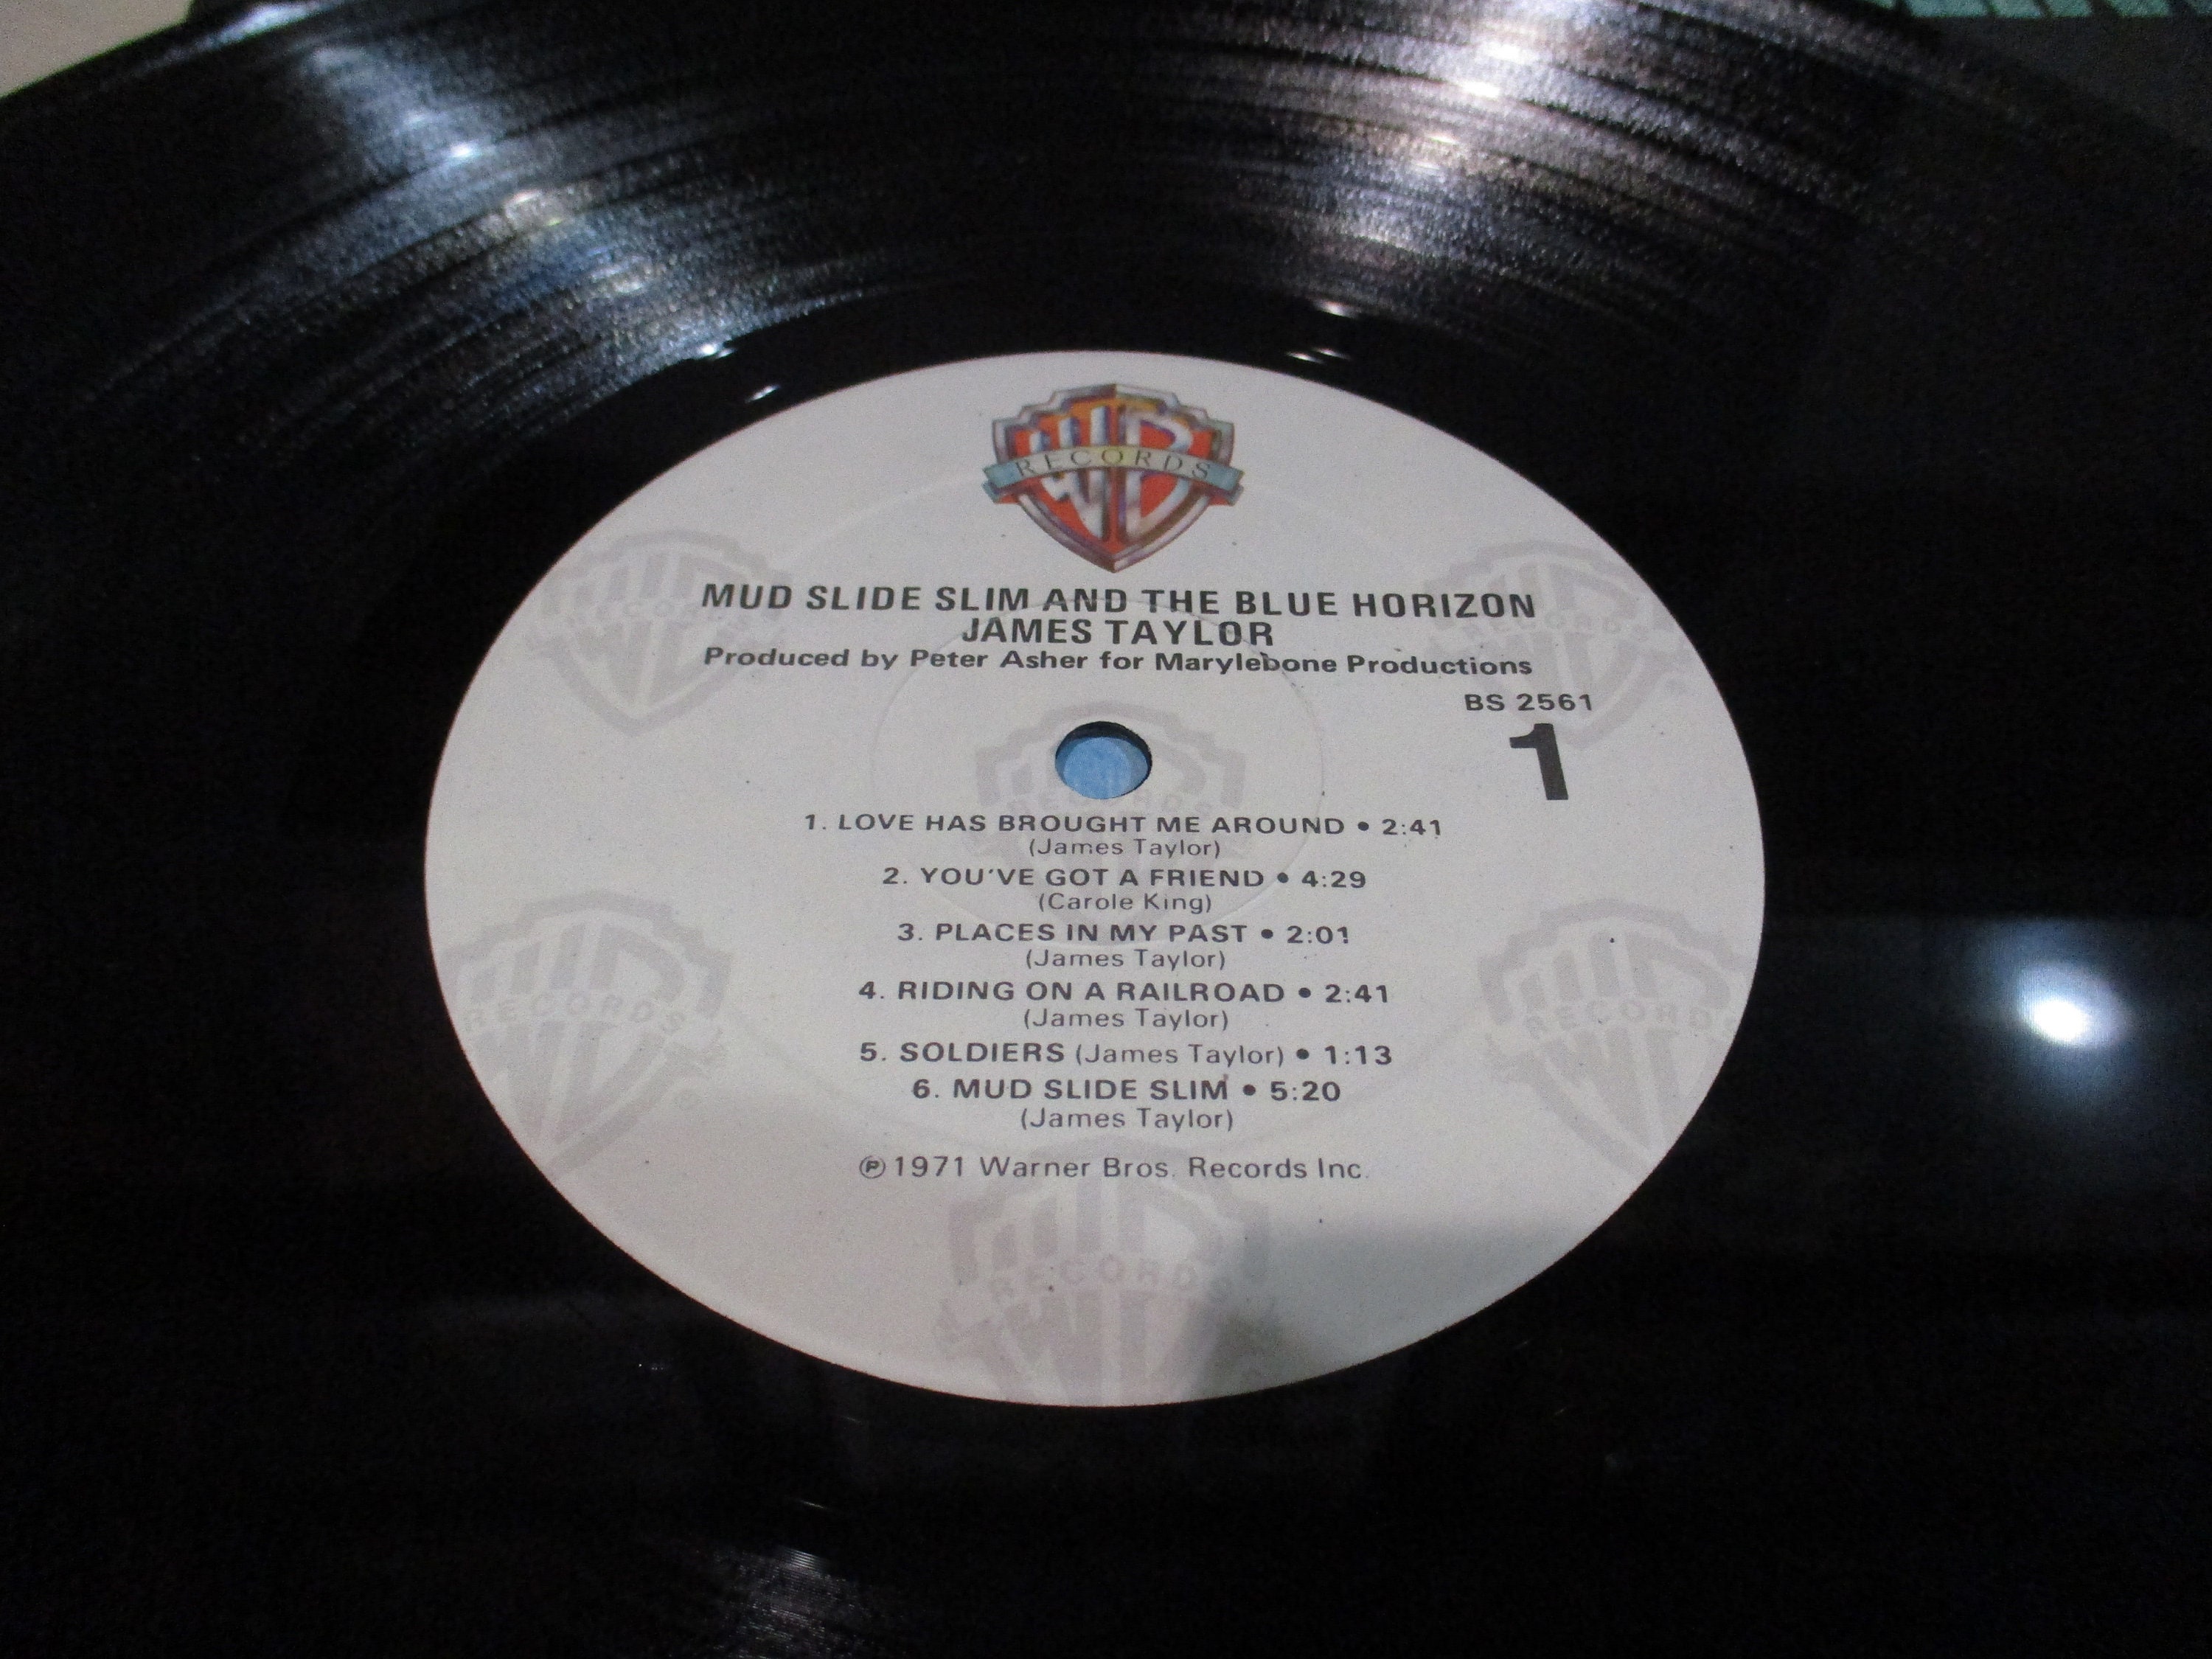 WB
RECORDS
MUD SLIDE SLIM AND THE BLUE HORIZON
JAMES TAYLOR
Produced by Peter Asher for Marylebone Productions
BS 2561
1
1. LOVE HAS BROUGHT ME AROUND • 2:41
(James Taylor)
2. YOU'VE GOT A FRIEND • 4:29
(Carole King)
3. PLACES IN MY PAST • 2:01
(James Taylor)
4. RIDING ON A RAILROAD • 2:41
(James Taylor)
5. SOLDIERS (James Taylor) • 1:13
6. MUD SLIDE SLIM • 5:20
(James Taylor)
℗ 1971 Warner Bros. Records Inc.